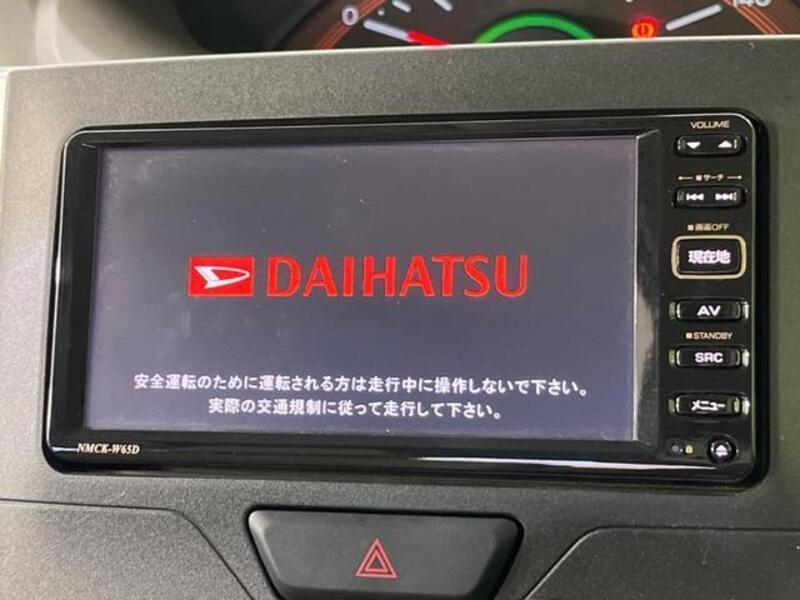 0
140
VOLUME
サーチ
画面OFF
現在地
AV
STANDBY
SRC
メニュー
DAIHATSU
安全運転のために運転される方は走行中に操作しないで下さい。
実際の交通規制に従って走行して下さい。
NMCK-W65D